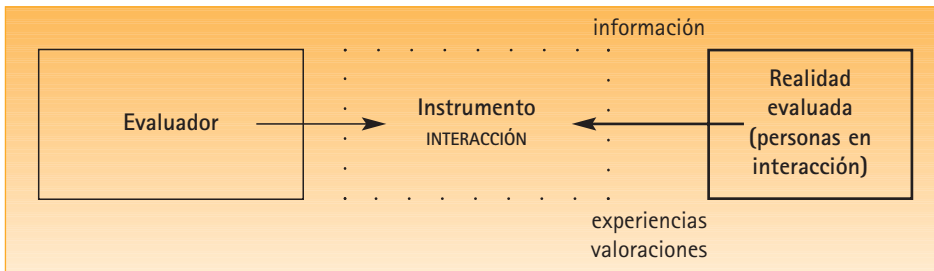 información
Evaluador
Instrumento
INTERACCIÓN
Realidad
evaluada
(personas en
interacción)
experiencias
valoraciones